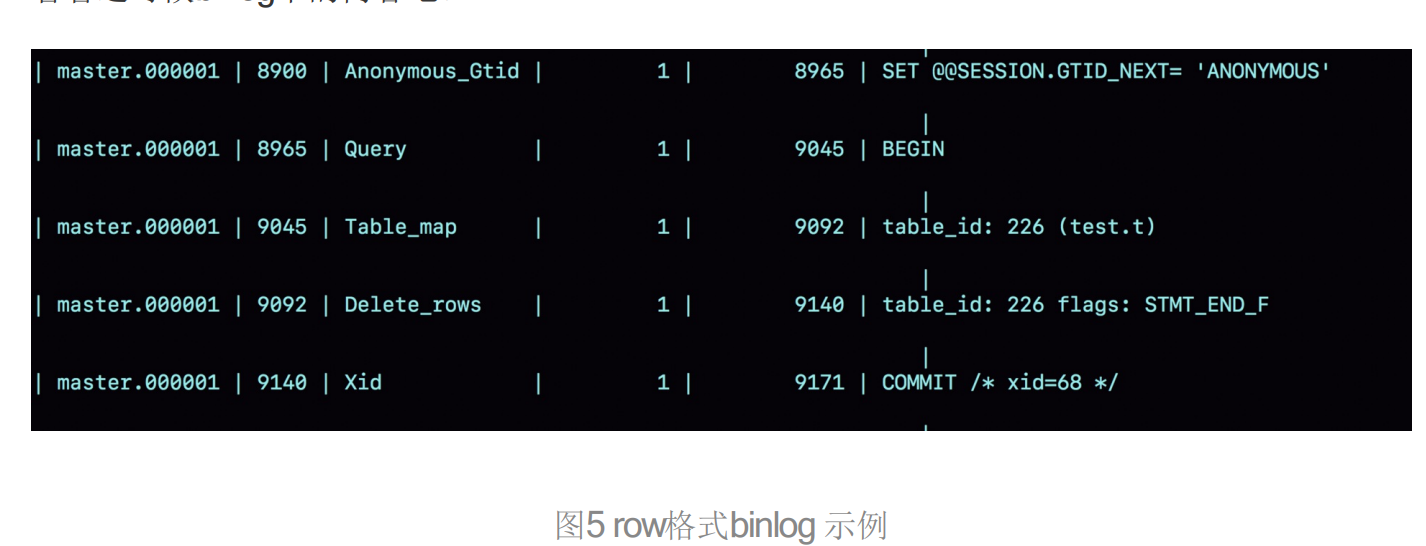 | master.000001 | 8900 | Anonymous_Gtid | 1 | 8965 | SET @@SESSION.GTID_NEXT= 'ANONYMOUS'
|
| master.000001 | 8965 | Query | 1 | 9045 | BEGIN
|
| master.000001 | 9045 | Table_map | 1 | 9092 | table_id: 226 (test.t)
|
| master.000001 | 9092 | Delete_rows | 1 | 9140 | table_id: 226 flags: STMT_END_F
|
| master.000001 | 9140 | Xid | 1 | 9171 | COMMIT /* xid=68 */
图5 row格式binlog 示例